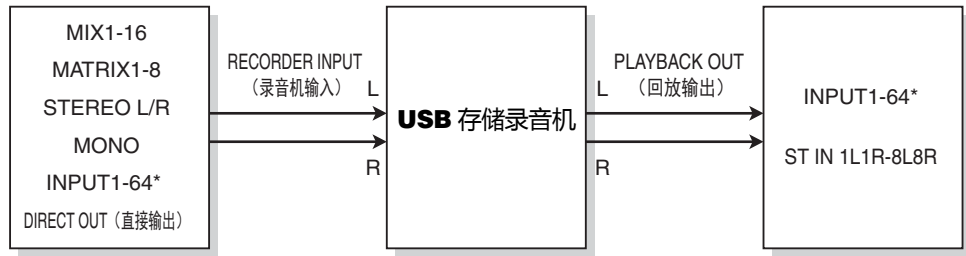 MIX1-16
MATRIX1-8
STEREO L/R
MONO
INPUT1-64*
DIRECT OUT（直接输出）
RECORDER INPUT
（录音机输入）
L
R
USB 存储录音机
PLAYBACK OUT
（回放输出）
L
R
INPUT1-64*
ST IN 1L1R-8L8R